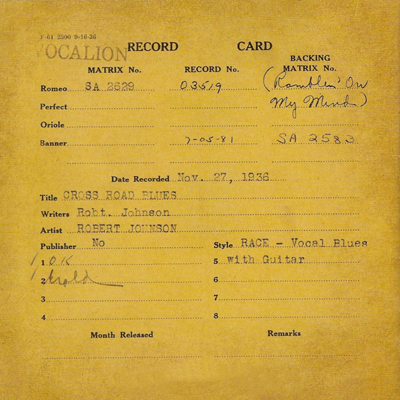 F 61 2500 9-16-36
VOCALION
RECORD CARD
MATRIX No. RECORD No. BACKING MATRIX No.
Romeo SA 2629 03519 (Ramblin' On
Perfect My Mind)
Oriole
Banner 7-05-81 SA 2583
Date Recorded Nov. 27, 1936
Title CROSS ROAD BLUES
Writers Robt. Johnson
Artist ROBERT JOHNSON
Publisher No Style RACE - Vocal Blues
1 OK 5 with Guitar
2 Hold 6
3 7
4 8
Month Released Remarks